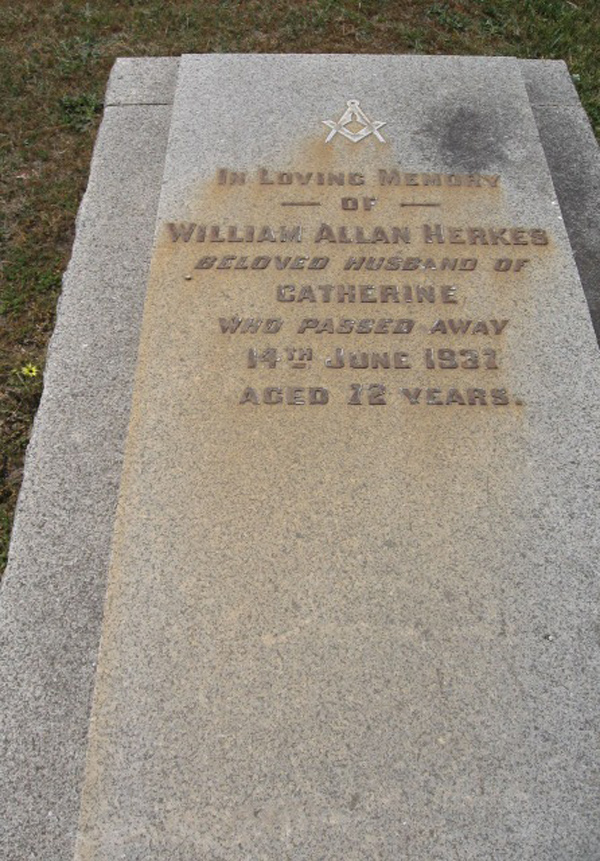 IN LOVING MEMORY
— OF —
WILLIAM ALLAN HERKES
BELOVED HUSBAND OF
CATHERINE
WHO PASSED AWAY
14TH JUNE 1937
AGED 72 YEARS.